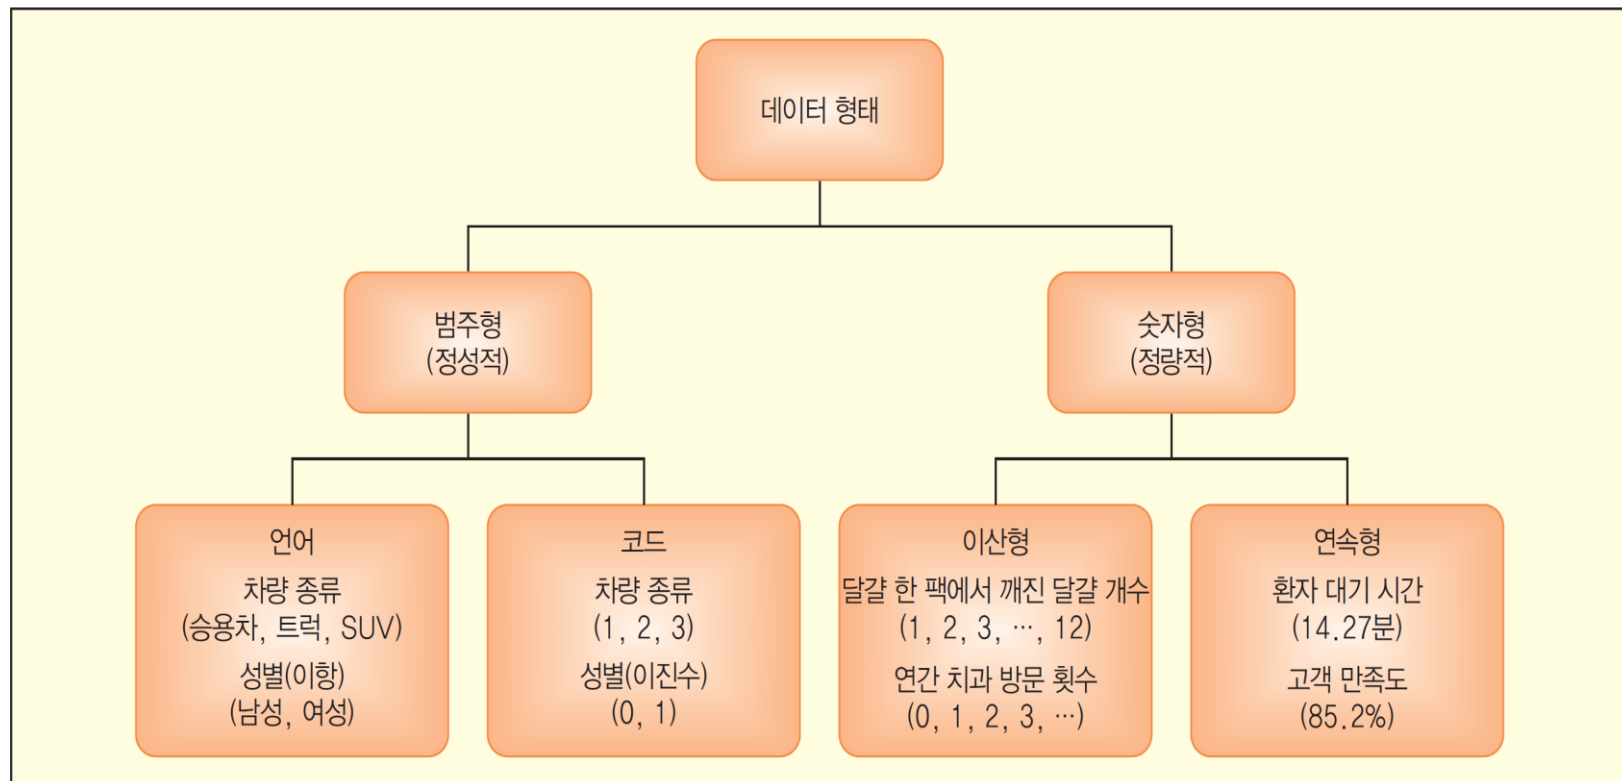 데이터 형태
범주형
(정성적)
숫자형
(정량적)
언어
차량 종류
(승용차, 트럭, SUV)
성별(이항)
(남성, 여성)
코드
차량 종류
(1, 2, 3)
성별(이진수)
(0, 1)
이산형
달걀 한 팩에서 깨진 달걀 개수
(1, 2, 3, …, 12)
연간 치과 방문 횟수
(0, 1, 2, 3, …)
연속형
환자 대기 시간
(14.27분)
고객 만족도
(85.2%)